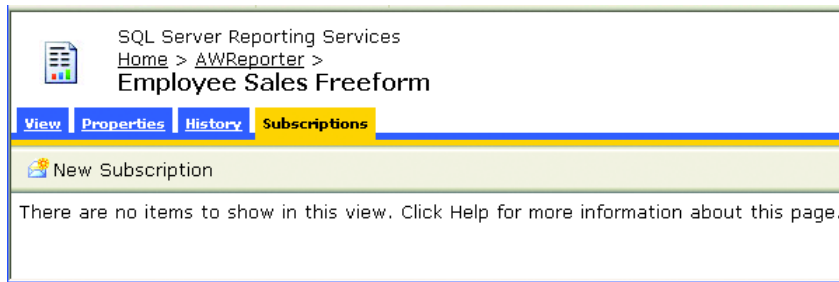 SQL Server Reporting Services
Home > AWReporter >
Employee Sales Freeform
View Properties History Subscriptions
New Subscription
There are no items to show in this view. Click Help for more information about this page.